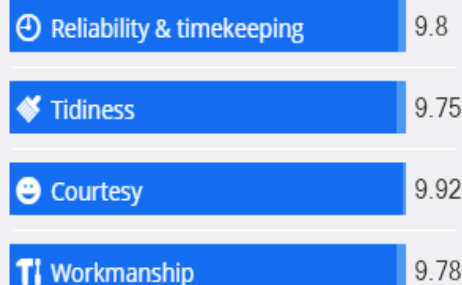 Reliability & timekeeping 9.8
Tidiness 9.75
Courtesy 9.92
Workmanship 9.78